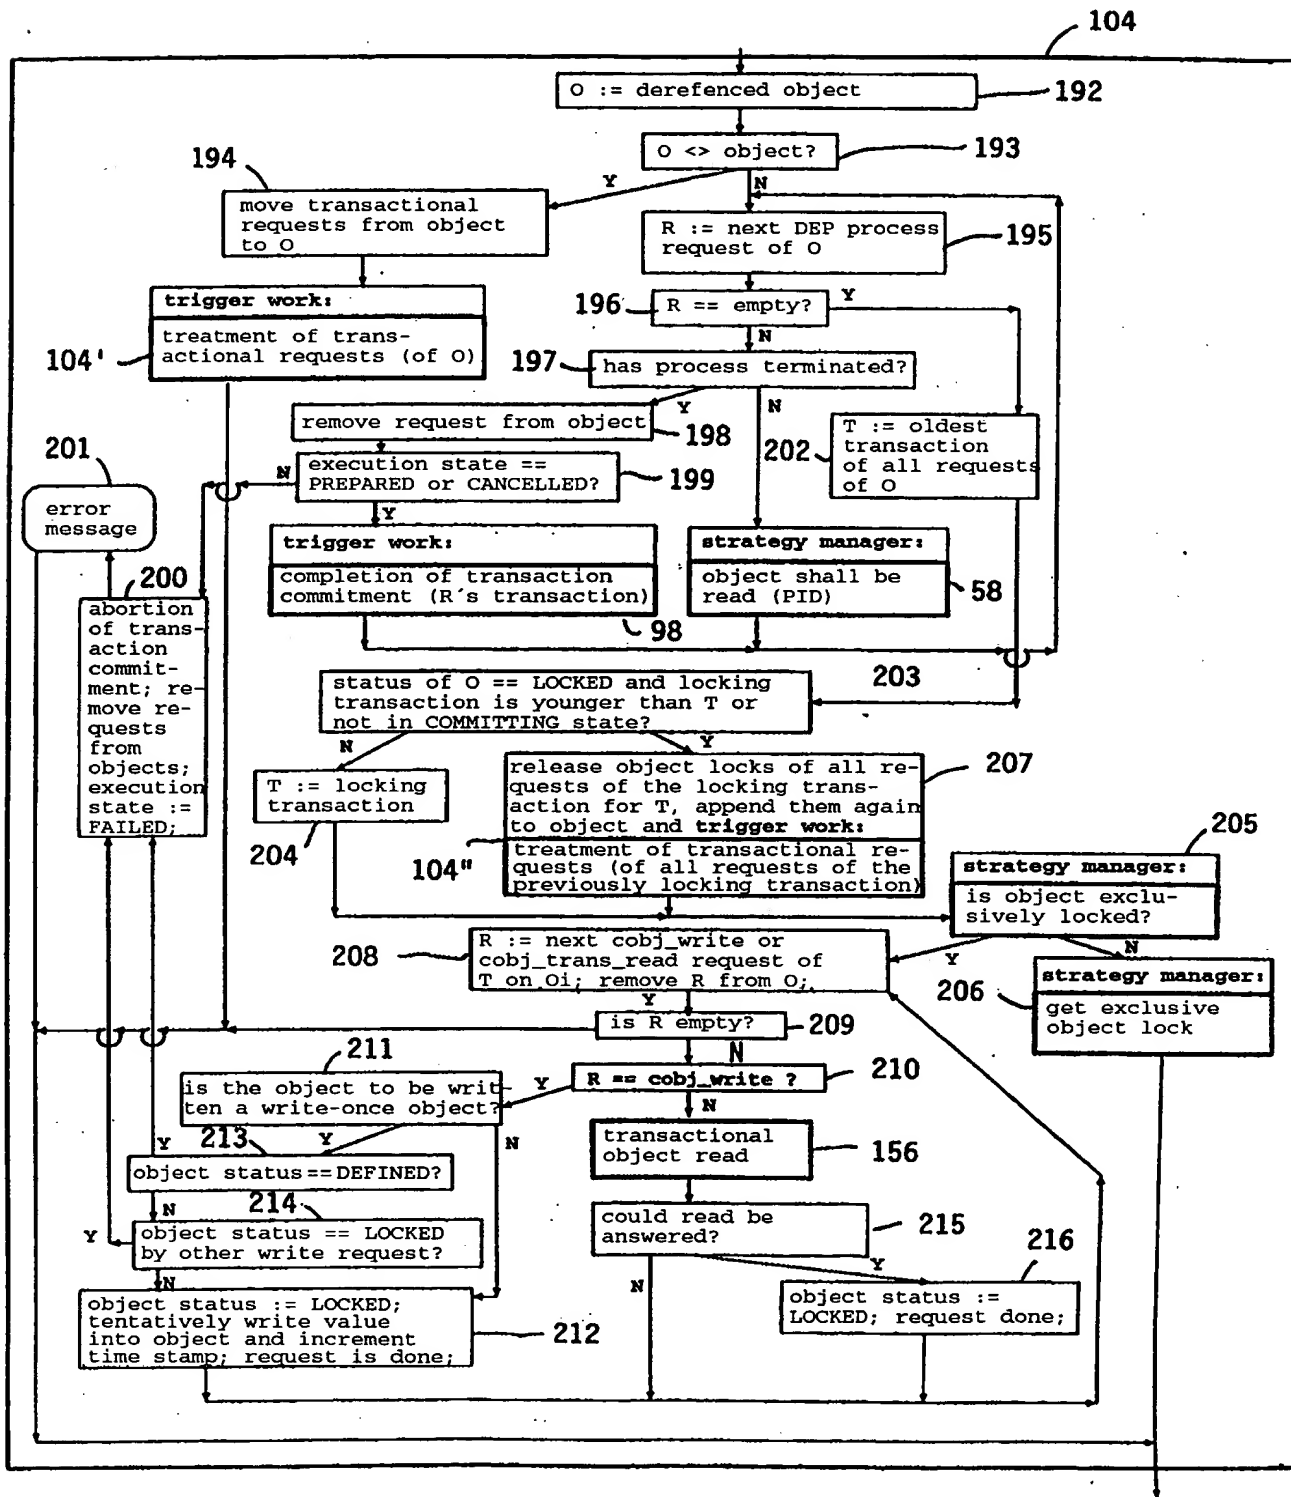 104
O := derefenced object
192
O <> object?
193
194
Y
N
move transactional
requests from object
to O
R := next DEP process
request of O
195
trigger work:
treatment of trans-
actional requests (of O)
104'
196
R == empty?
Y
N
197
has process terminated?
Y
N
remove request from object
198
202
T := oldest
transaction
of all requests
of O
201
error
message
N
execution state ==
PREPARED or CANCELLED?
199
Y
trigger work:
completion of transaction
commitment (R's transaction)
98
strategy manager:
object shall be
read (PID)
58
200
abortion
of trans-
action
commit-
ment; re-
move re-
quests
from
objects;
execution
state :=
FAILED;
status of O == LOCKED and locking
transaction is younger than T or
not in COMMITTING state?
203
N
Y
T := locking
transaction
204
release object locks of all re-
quests of the locking trans-
action for T, append them again
to object and trigger work:
207
104"
treatment of transactional re-
quests (of all requests of the
previously locking transaction)
205
strategy manager:
is object exclu-
sively locked?
Y
N
208
R := next cobj_write or
cobj_trans_read request of
T on Oi; remove R from O;
206
strategy manager:
get exclusive
object lock
Y
is R empty?
209
N
211
is the object to be writ-
ten a write-once object?
Y
R == cobj_write ?
210
N
Y
213
Y
N
object status==DEFINED?
transactional
object read
156
N
214
Y
object status == LOCKED
by other write request?
could read be
answered?
215
N
N
Y
216
object status := LOCKED;
tentatively write value
into object and increment
time stamp; request is done;
212
object status :=
LOCKED; request done;